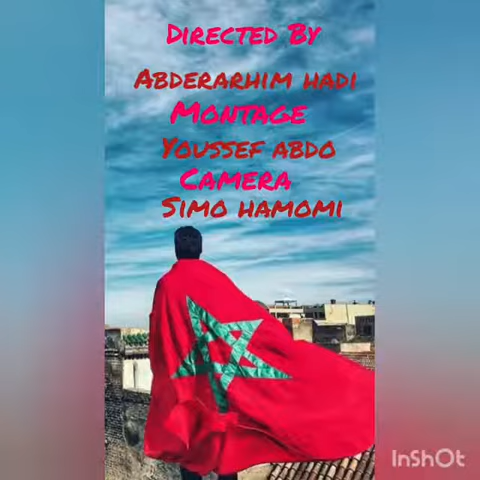 Directed By
Abderarhim hadi
Montage
Youssef abdo
Camera
Simo hamomi
InShOt